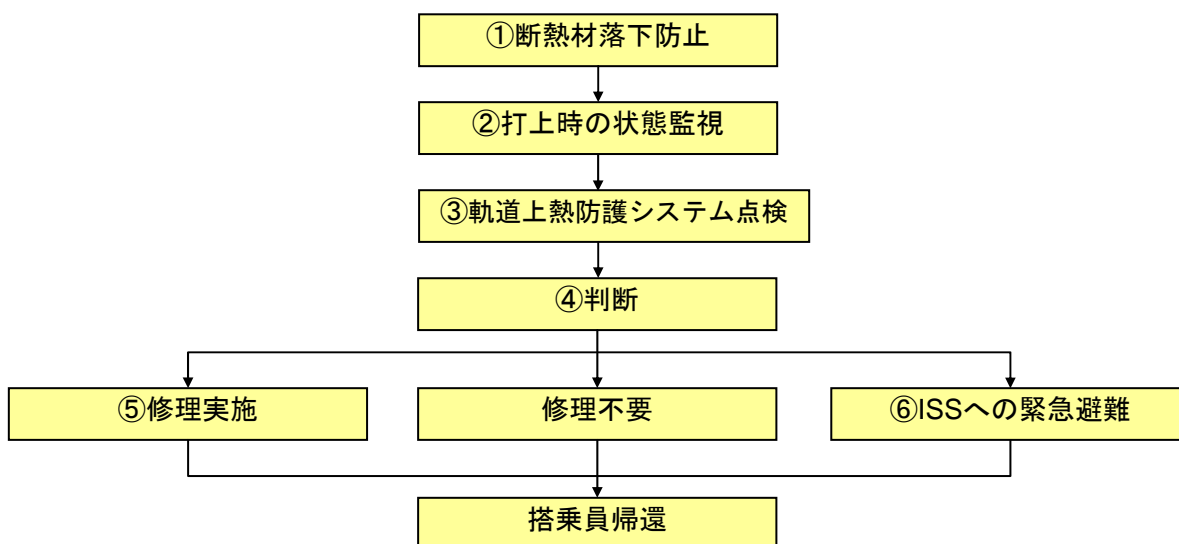 ①断熱材落下防止
②打上時の状態監視
③軌道上熱防護システム点検
④判断
⑤修理実施
修理不要
⑥ISSへの緊急避難
搭乗員帰還